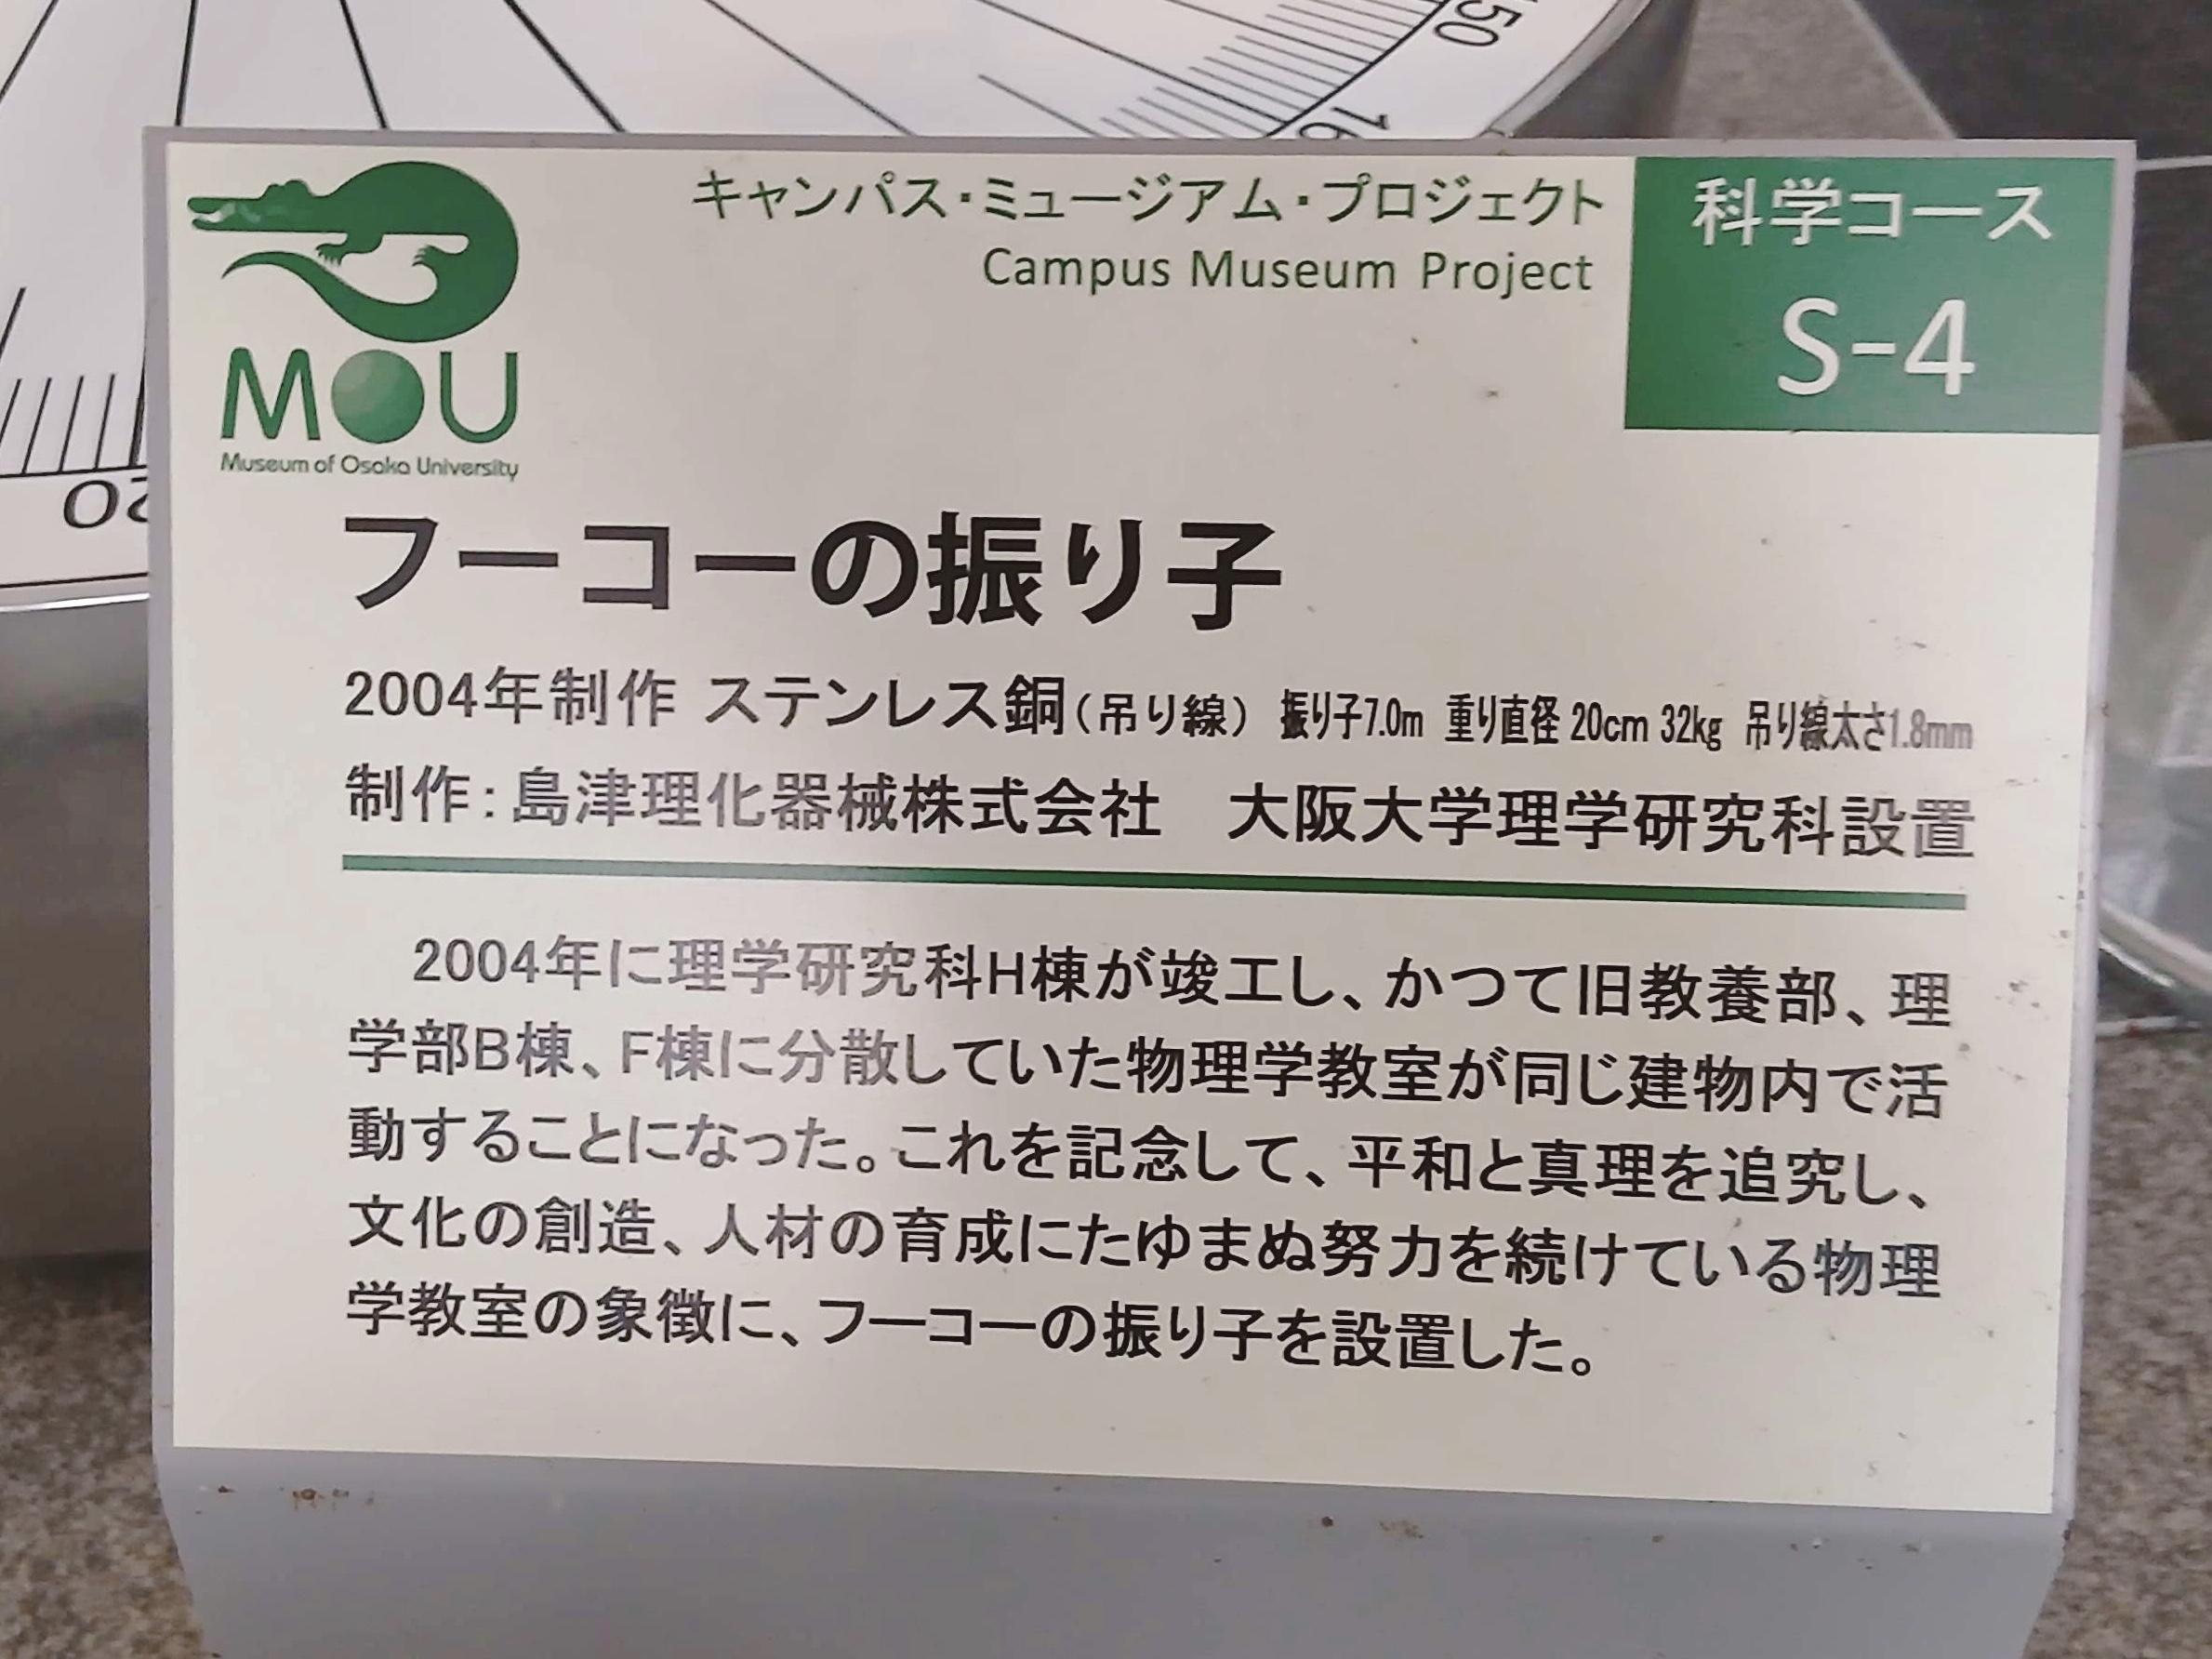 50
16
20
キャンパス・ミュージアム・プロジェクト
Campus Museum Project
科学コース
S-4
MOU
Museum of Osaka University
フーコーの振り子
2004年制作 ステンレス銅（吊り線） 振り子7.0m 重り直径 20cm 32kg 吊り線太さ1.8mm
制作：島津理化器械株式会社　大阪大学理学研究科設置
2004年に理学研究科H棟が竣工し、かつて旧教養部、理
学部B棟、F棟に分散していた物理学教室が同じ建物内で活
動することになった。これを記念して、平和と真理を追究し、
文化の創造、人材の育成にたゆまぬ努力を続けている物理
学教室の象徴に、フーコーの振り子を設置した。